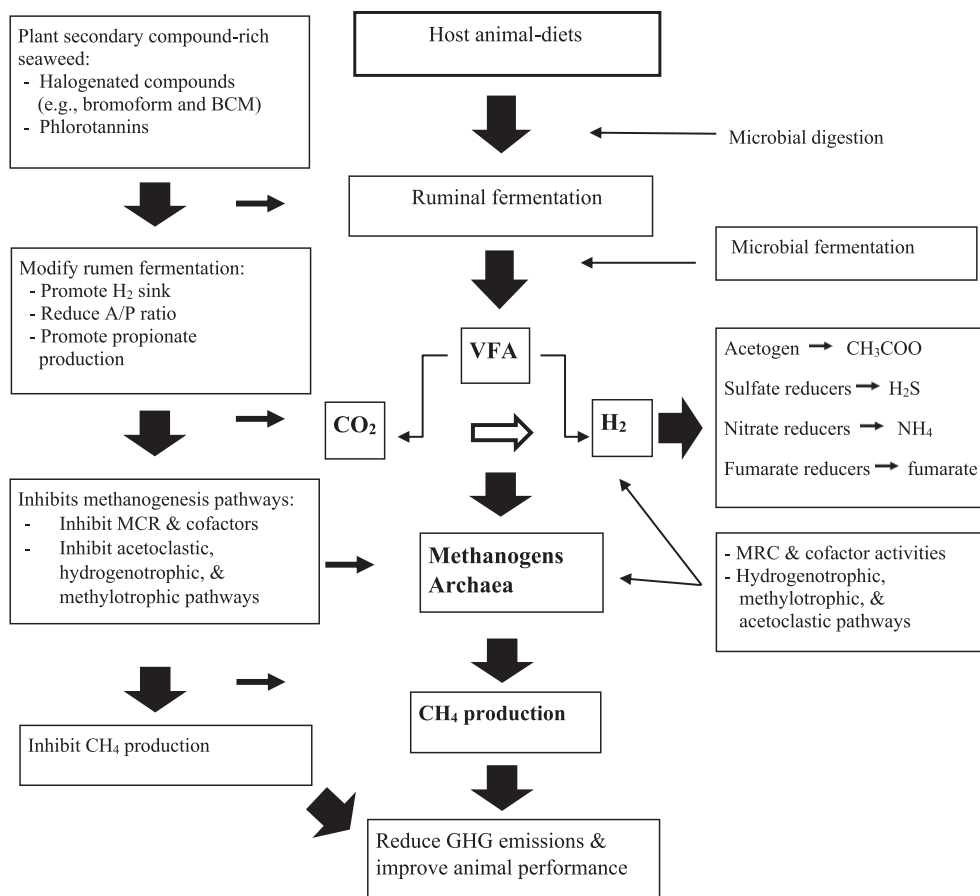 Plant secondary compound-rich
seaweed:
- Halogenated compounds
(e.g., bromoform and BCM)
- Phlorotannins
Host animal-diets
Microbial digestion
Ruminal fermentation
Microbial fermentation
Modify rumen fermentation:
- Promote H₂ sink
- Reduce A/P ratio
- Promote propionate
production
VFA
CO₂
H₂
Acetogen → CH₃COO
Sulfate reducers → H₂S
Nitrate reducers → NH₄
Fumarate reducers → fumarate
Inhibits methanogenesis pathways:
- Inhibit MCR & cofactors
- Inhibit acetoclastic,
hydrogenotrophic, &
methylotrophic pathways
Methanogens
Archaea
- MRC & cofactor activities
- Hydrogenotrophic,
methylotrophic, &
acetoclastic pathways
CH₄ production
Inhibit CH₄ production
Reduce GHG emissions &
improve animal performance